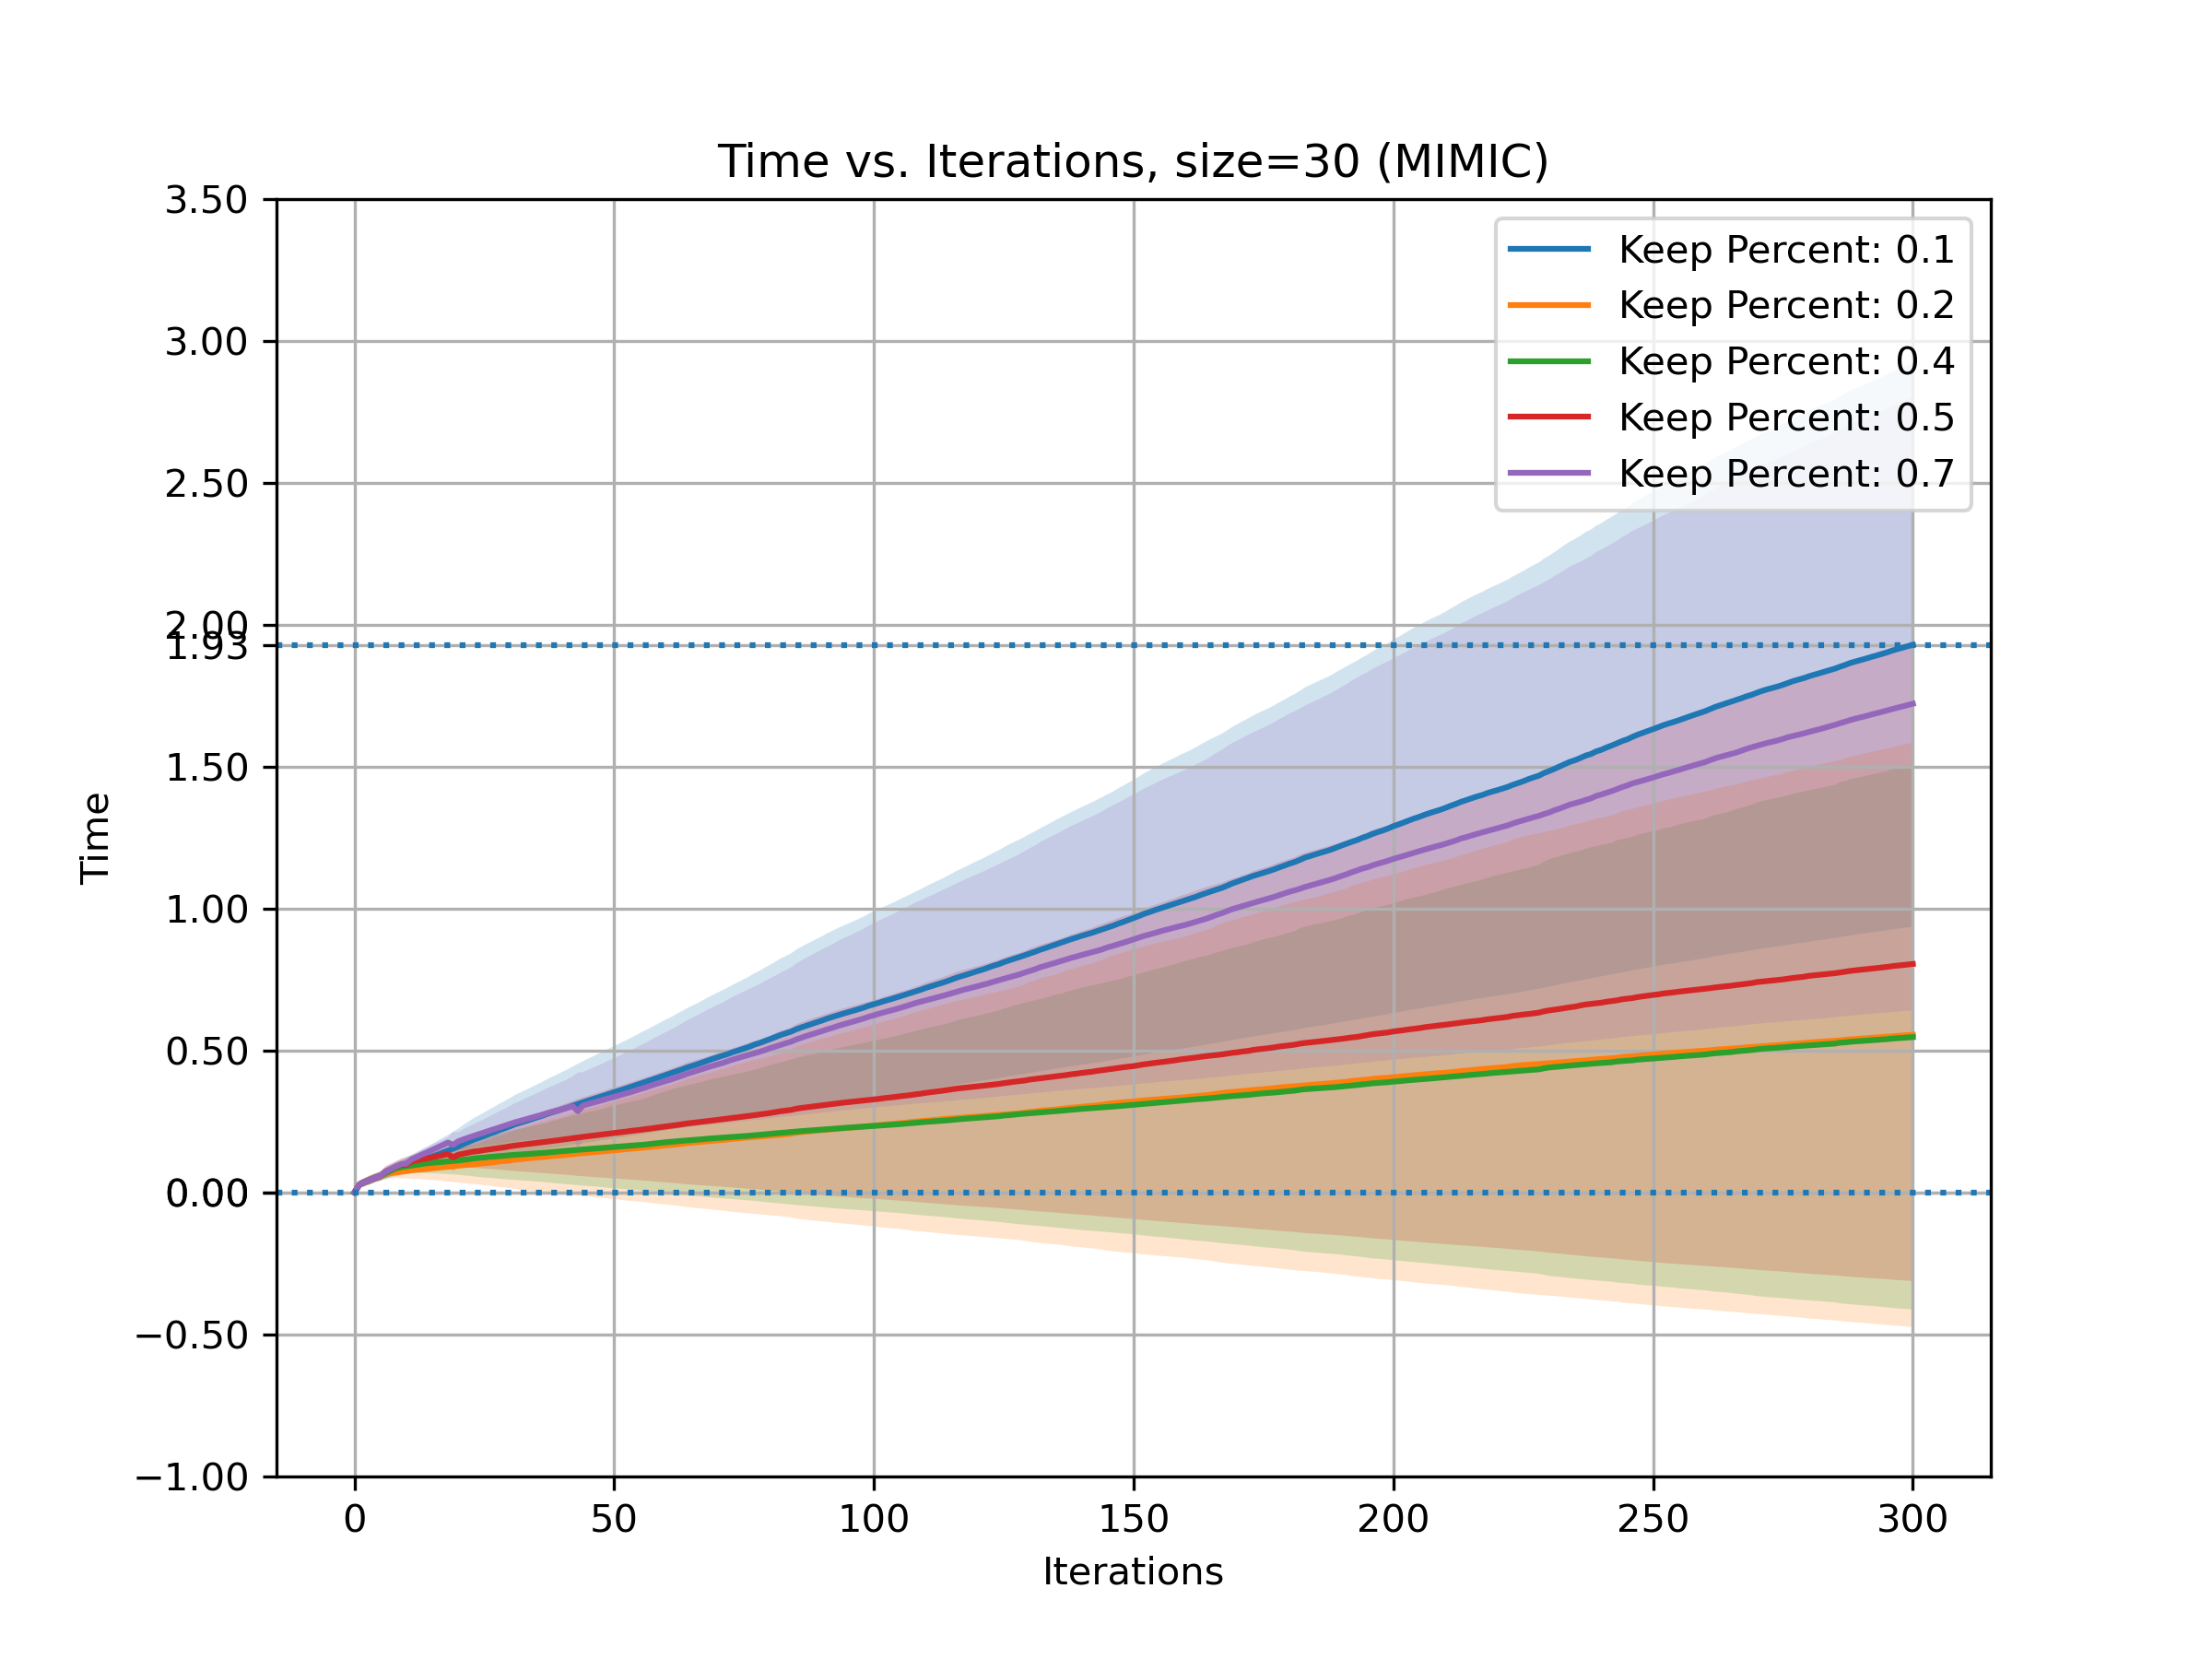 Time vs. Iterations, size=30 (MIMIC)
3.50
3.00
2.50
2.00
1.93
1.50
1.00
0.50
0.00
−0.50
−1.00
Time
Keep Percent: 0.1
Keep Percent: 0.2
Keep Percent: 0.4
Keep Percent: 0.5
Keep Percent: 0.7
0 50 100 150 200 250 300
Iterations